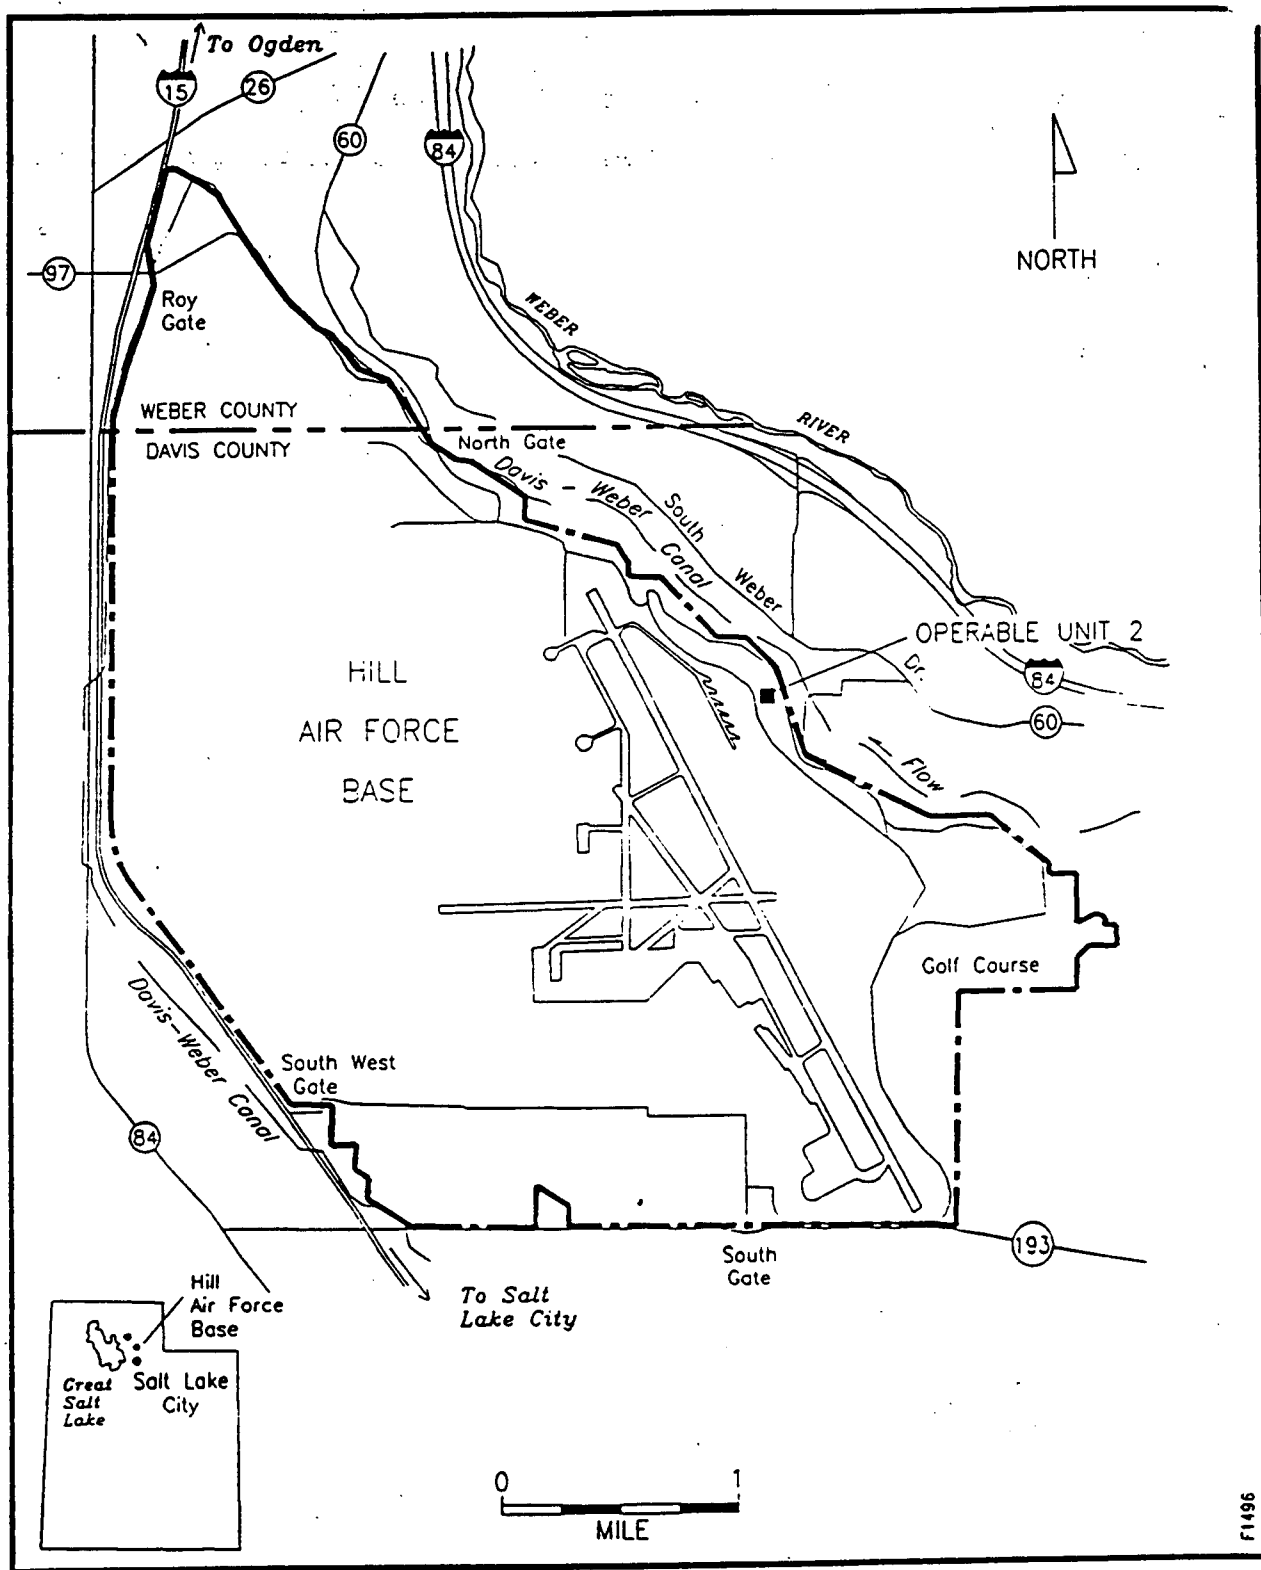 To Ogden
15
26
60
84
97
Roy
Gate
NORTH
WEBER
RIVER
WEBER COUNTY
DAVIS COUNTY
North Gate
Davis - Weber Canal
South Weber Dr.
OPERABLE UNIT 2
84
60
Flow
HILL
AIR FORCE
BASE
Golf Course
Davis-Weber Canal
South West
Gate
84
South
Gate
193
To Salt
Lake City
Hill
Air Force
Base
Great
Salt
Lake
Salt Lake
City
0 1
MILE
F1496